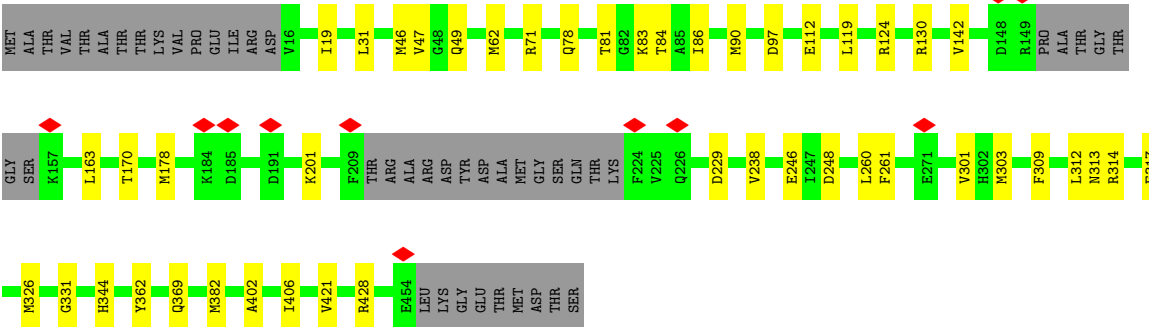 MET ALA THR VAL THR ALA THR THR LYS VAL PRO GLU ILE ARG ASP V16 I19 L31 M46 V47 G48 Q49 M62 R71 Q78 T81 G82 K83 T84 A85 I86 M90 D97 E112 L119 R124 R130 V142 D148 R149 PRO ALA THR GLY THR
GLY SER K157 L163 T170 M178 K184 D185 D191 K201 F209 THR ARG ALA ARG ASP TYR ASP ALA MET GLY SER GLN THR LYS F224 V225 Q226 D229 V238 E246 I247 D248 L260 F261 E271 V301 H302 M303 F309 L312 N313 R314
M326 G331 H344 Y362 Q369 M382 A402 I406 V421 R428 E454 LEU LYS GLY GLU THR MET ASP THR SER